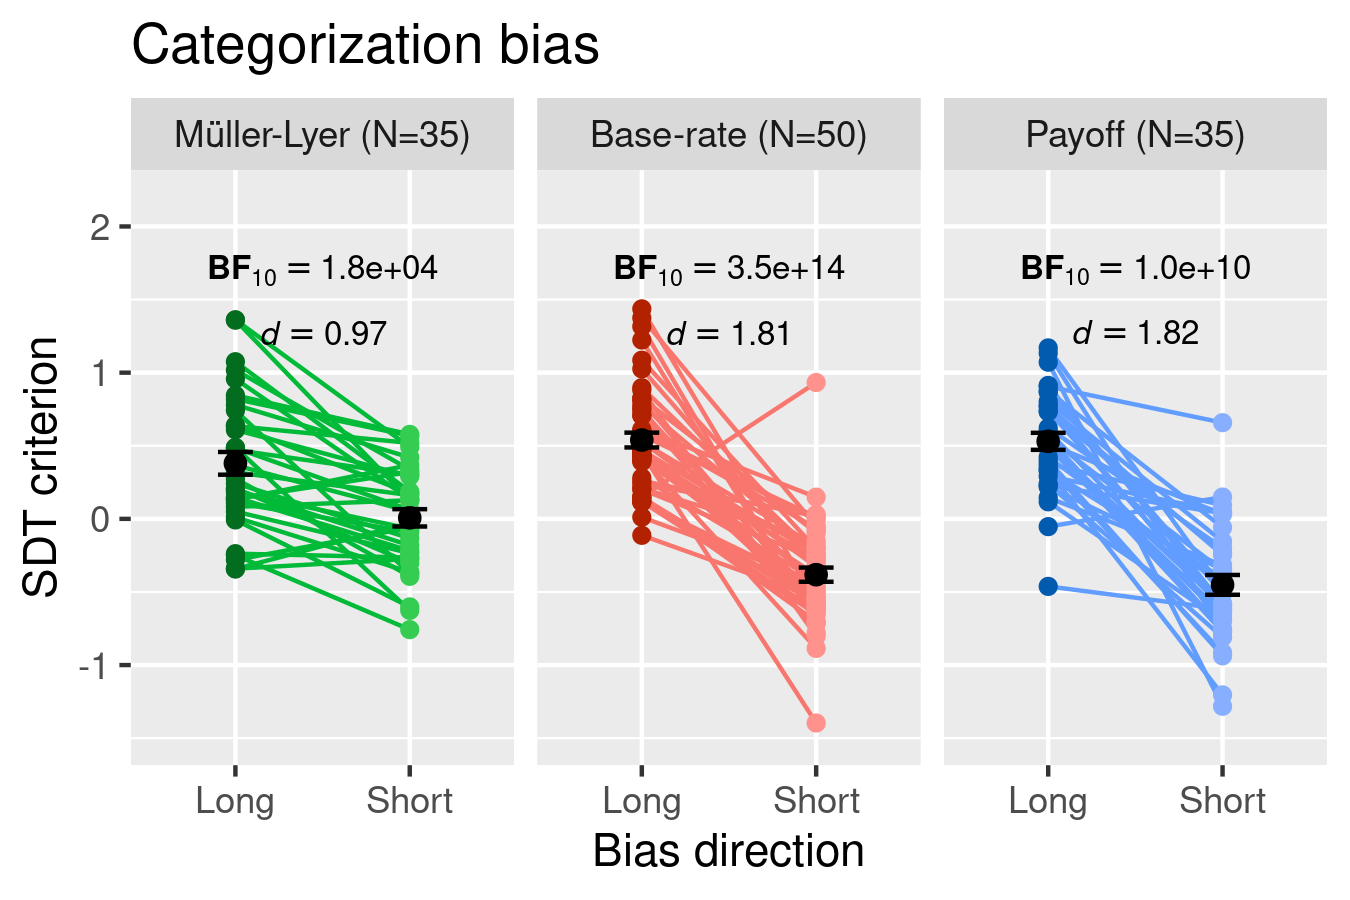 Categorization bias
Müller-Lyer (N=35)
Base-rate (N=50)
Payoff (N=35)
SDT criterion
2
1
0
-1
BF10 = 1.8e+04
d = 0.97
BF10 = 3.5e+14
d = 1.81
BF10 = 1.0e+10
d = 1.82
Long Short
Long Short
Long Short
Bias direction